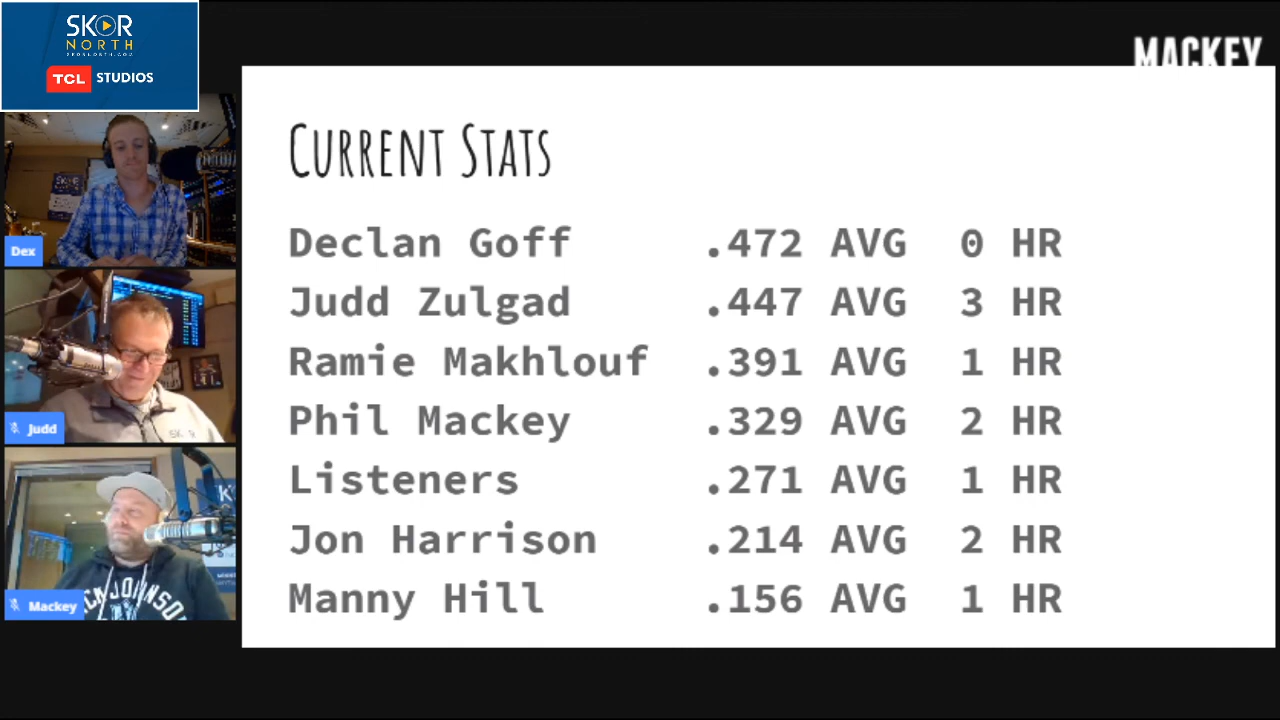 SKOR
NORTH
SKORNORTH.COM
TCL STUDIOS
MACKEY
Dex
Judd
Mackey
Current Stats
Declan Goff .472 AVG 0 HR
Judd Zulgad .447 AVG 3 HR
Ramie Makhlouf .391 AVG 1 HR
Phil Mackey .329 AVG 2 HR
Listeners .271 AVG 1 HR
Jon Harrison .214 AVG 2 HR
Manny Hill .156 AVG 1 HR